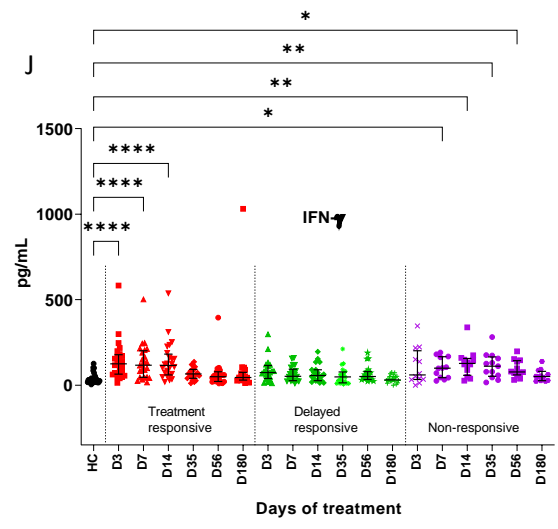 J
*
**
**
*
****
****
****
1500
1000
500
0
pg/mL
IFN-γ
Treatment
responsive
Delayed
responsive
Non-responsive
HC D3 D7 D14 D35 D56 D180 D3 D7 D14 D35 D56 D180 D3 D7 D14 D35 D56 D180
Days of treatment